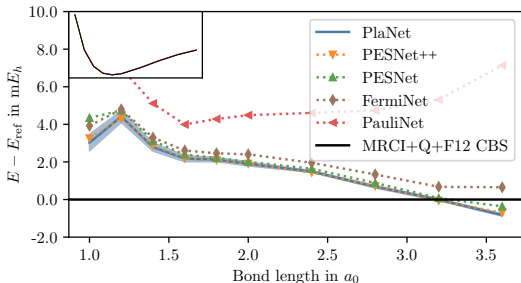 10.0
8.0
6.0
4.0
2.0
0.0
-2.0
E − E_ref in mE_h
1.0
1.5
2.0
2.5
3.0
3.5
Bond length in a_0
PlaNet
PESNet++
PESNet
FermiNet
PauliNet
MRCI+Q+F12 CBS